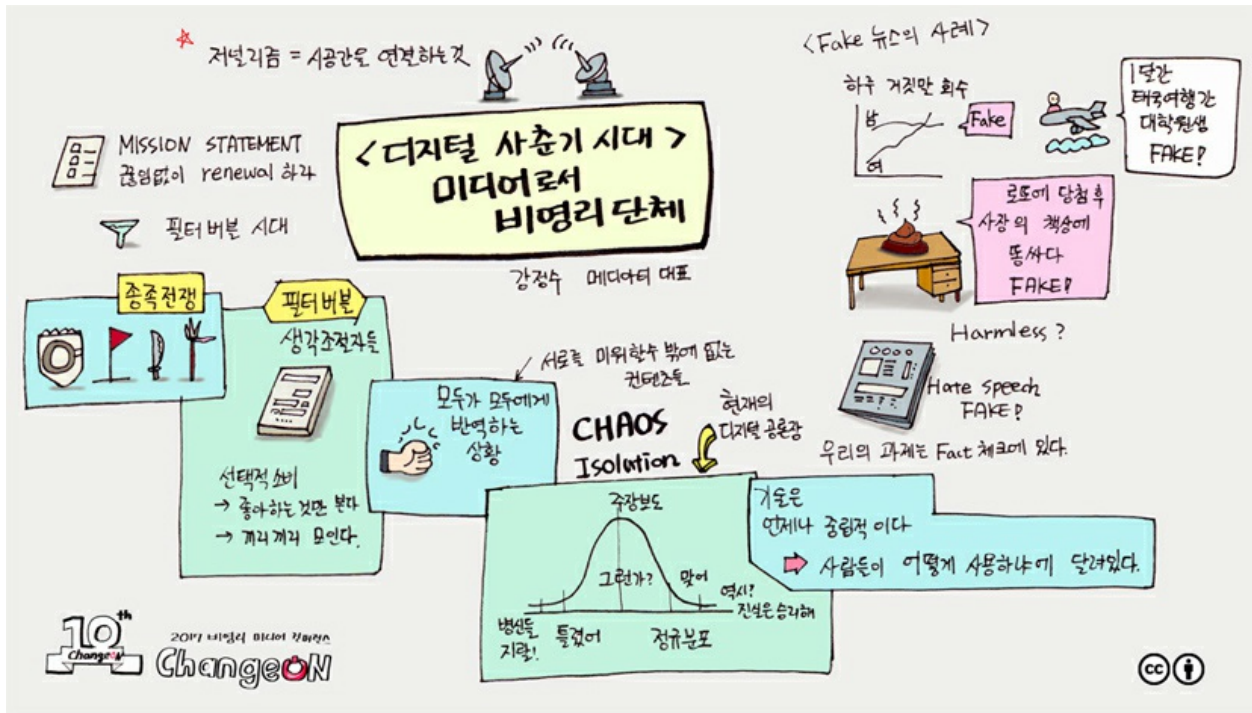 저널리즘 = 시공간을 연결하는것
MISSION STATEMENT
끊임없이 renewal 하라
필터버블 시대
<디지털 사춘기 시대>
미디어로서
비영리 단체
강정수 메디아티 대표
<Fake 뉴스의 사례>
하루 거짓말 회수
남
여
Fake
1달간
태국여행간
대학원생
FAKE!
로또에 당첨 후
사장의 책상에
똥싸다
FAKE!
Harmless?
Hate speech
FAKE!
우리의 과제는 Fact 체크에 있다.
종족전쟁
필터버블
생각조절자들
선택적소비
→ 좋아하는것만 본다
→ 끼리끼리 모인다.
모두가 모두에게
반역하는
상황
서로를 미워할수 밖에 없는
컨텐츠들
CHAOS
Isolution
현재의
디지털 공론장
주장보도
그런가?
맞어
역시!
진실은 승리해
병신들
지랄!
틀렸어
정규분포
기술은
언제나 중립적 이다
사람들이 어떻게 사용하냐에 달려있다.
10th
ChangeON
2017 비영리 미디어 컨퍼런스
ChangeON
cc